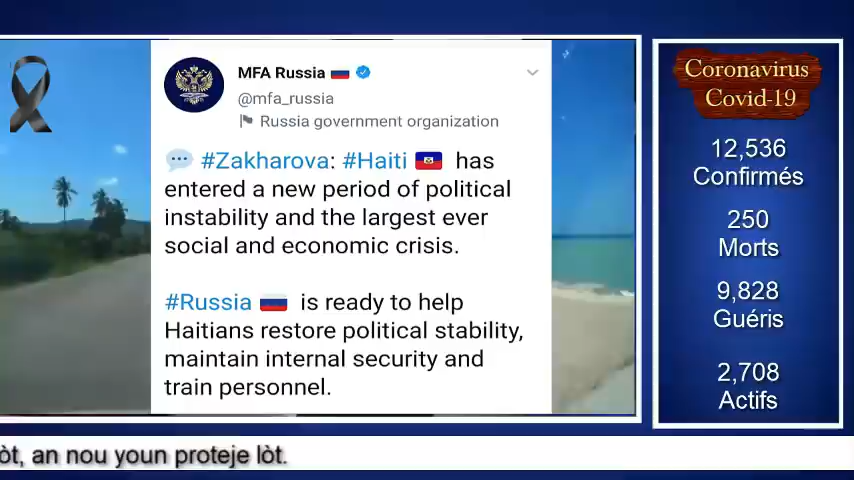 MFA Russia
@mfa_russia
Russia government organization
#Zakharova: #Haiti has
entered a new period of political
instability and the largest ever
social and economic crisis.
#Russia is ready to help
Haitians restore political stability,
maintain internal security and
train personnel.
Coronavirus
Covid-19
12,536
Confirmés
250
Morts
9,828
Guéris
2,708
Actifs
òt, an nou youn proteje lòt.